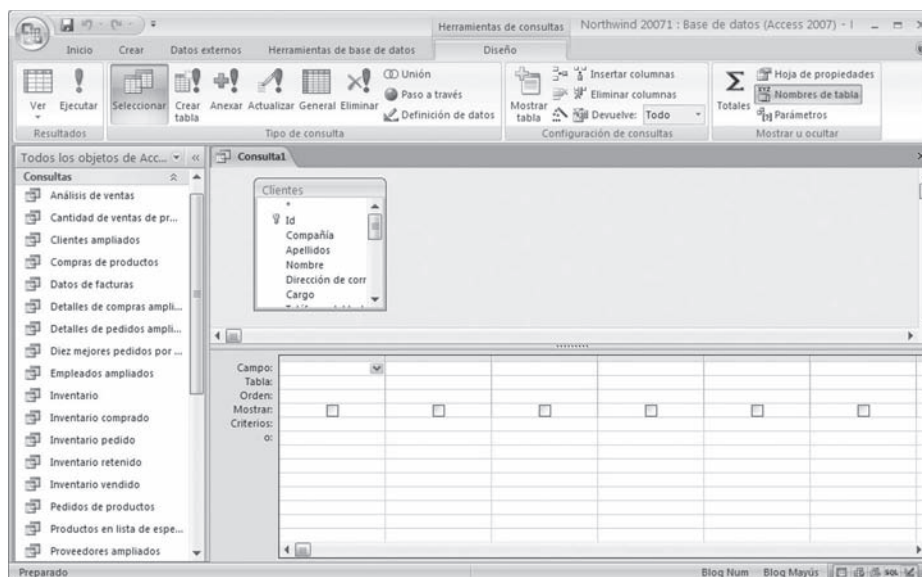 Herramientas de consultas
Northwind 20071 : Base de datos (Access 2007) -
Inicio Crear Datos externos Herramientas de base de datos Diseño
Ver Ejecutar Seleccionar Crear tabla Anexar Actualizar General Eliminar
Unión
Paso a través
Definición de datos
Mostrar tabla
Insertar columnas
Eliminar columnas
Devuelve: Todo
Totales
Hoja de propiedades
Nombres de tabla
Parámetros
Resultados Tipo de consulta Configuración de consultas Mostrar u ocultar
Todos los objetos de Acc...
Consulta1
Consultas
Análisis de ventas
Cantidad de ventas de pr...
Clientes ampliados
Compras de productos
Datos de facturas
Detalles de compras ampli...
Detalles de pedidos ampli...
Diez mejores pedidos por ...
Empleados ampliados
Inventario
Inventario comprado
Inventario pedido
Inventario retenido
Inventario vendido
Pedidos de productos
Productos en lista de espe...
Proveedores ampliados
Clientes
*
Id
Compañía
Apellidos
Nombre
Dirección de corr
Cargo
Campo:
Tabla:
Orden:
Mostrar:
Criterios:
o:
Preparado Bloq Num Bloq Mayús SQL